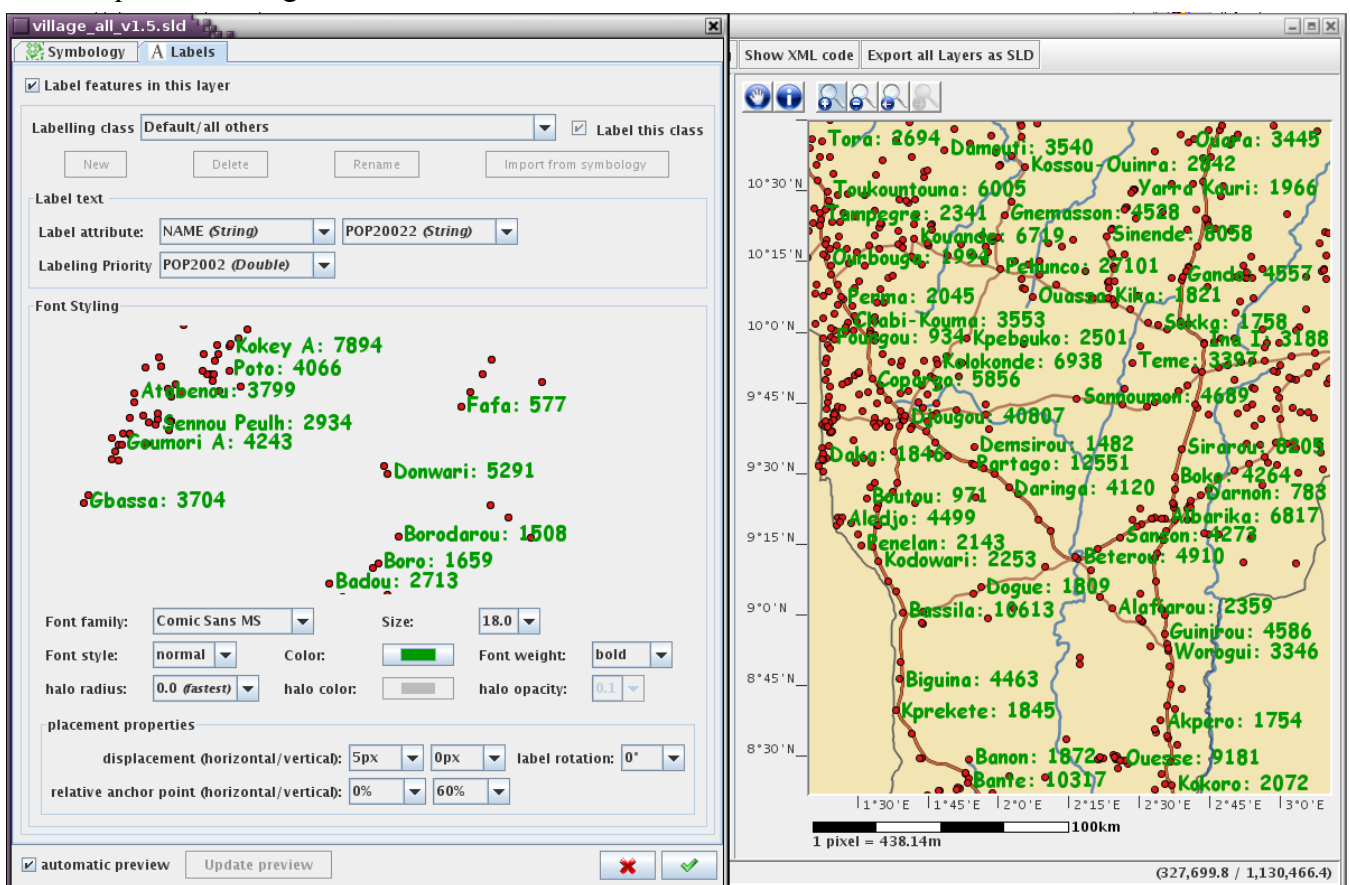 village_all_v1.5.sld
Symbology
A Labels
Label features in this layer
Labelling class Default/all others Label this class
New Delete Rename Import from symbology
Label text
Label attribute: NAME (String) POP20022 (String)
Labeling Priority POP2002 (Double)
Font Styling
Kokey A: 7894
Poto: 4066
Atabenou: 3799
Fafa: 577
Sennou Peulh: 2934
Goumori A: 4243
Donwari: 5291
Gbassa: 3704
Borodarou: 1508
Boro: 1659
Badou: 2713
Font family: Comic Sans MS Size: 18.0
Font style: normal Color: Font weight: bold
halo radius: 0.0 (fastest) halo color: halo opacity: 0.1
placement properties
displacement (horizontal/vertical): 5px 0px label rotation: 0°
relative anchor point (horizontal/vertical): 0% 60%
automatic preview Update preview
Show XML code Export all Layers as SLD
Tora: 2694 Damouti: 3540 Ouara: 3445
Kossou-Ouinra: 2842
10°30'N
Toukountouna: 6005 Yarra Kouri: 1966
Tampegre: 2341 Gnemasson: 4528
Kouande: 6719 Sinende: 8058
10°15'N
Ourbouga: 1994 Pehunco: 27101 Gando: 4557
Perma: 2045 Ouassa Kika: 1821
Chabi-Kouma: 3553 Sekka: 1758
10°0'N
934 Kpebouko: 2501 Ina I: 3188
Kolokonde: 6938 Teme: 3397
Copargo: 5856
9°45'N
Sonnoumon: 4689
Djougou: 40807
Demsirou: 1482 Sirarou: 8205
Daka: 1846
9°30'N
Bartago: 12551
Boko: 4264
Boutou: 971 Daringa: 4120 Darnon: 783
Aledjo: 4499 Albarika: 6817
9°15'N
Penelan: 2143 Sanson: 4273
Kodowari: 2253 Beterou: 4910
Dogue: 1809
9°0'N
Bassila: 10613 Alafiarou: 2359
Guinirou: 4586
Worogui: 3346
8°45'N
Biguina: 4463
Kprekete: 1845 Akpero: 1754
8°30'N
Banon: 1872 Ouesse: 9181
Bante: 10317 Kokoro: 2072
1°30'E 1°45'E 2°0'E 2°15'E 2°30'E 2°45'E 3°0'E
100km
1 pixel = 438.14m
(327,699.8 / 1,130,466.4)